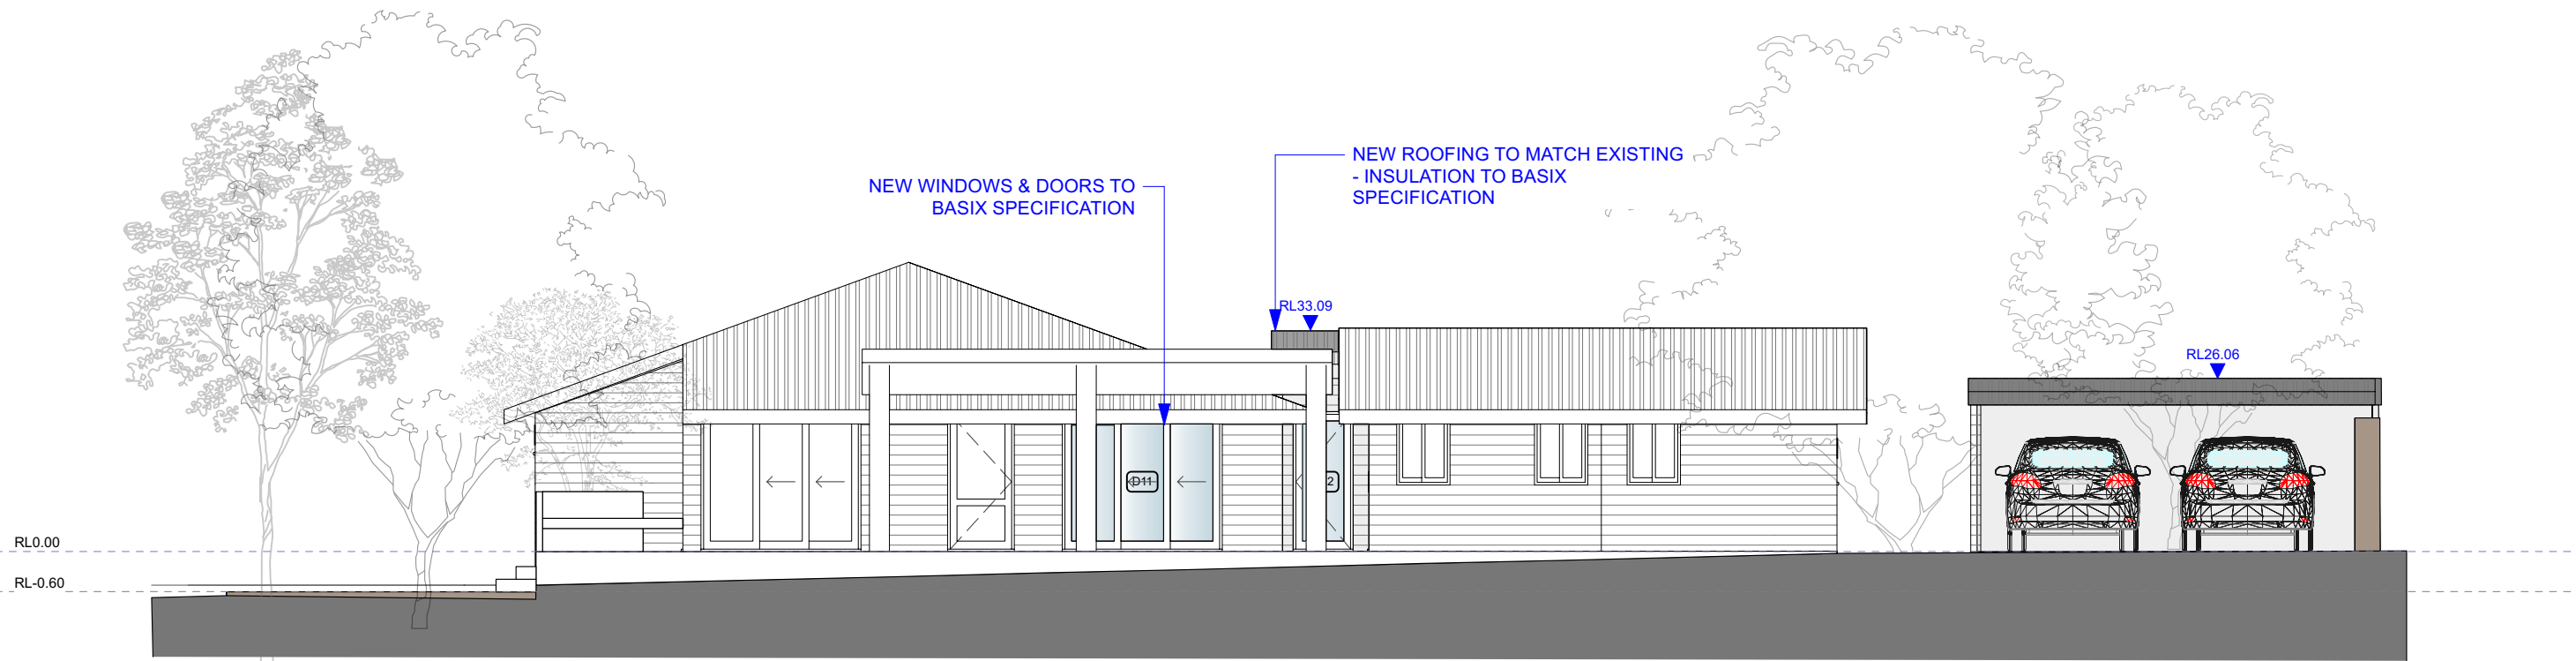 NEW ROOFING TO MATCH EXISTING
- INSULATION TO BASIX
SPECIFICATION
NEW WINDOWS & DOORS TO
BASIX SPECIFICATION
RL33.09
RL26.06
D11
2
RL0.00
RL-0.60